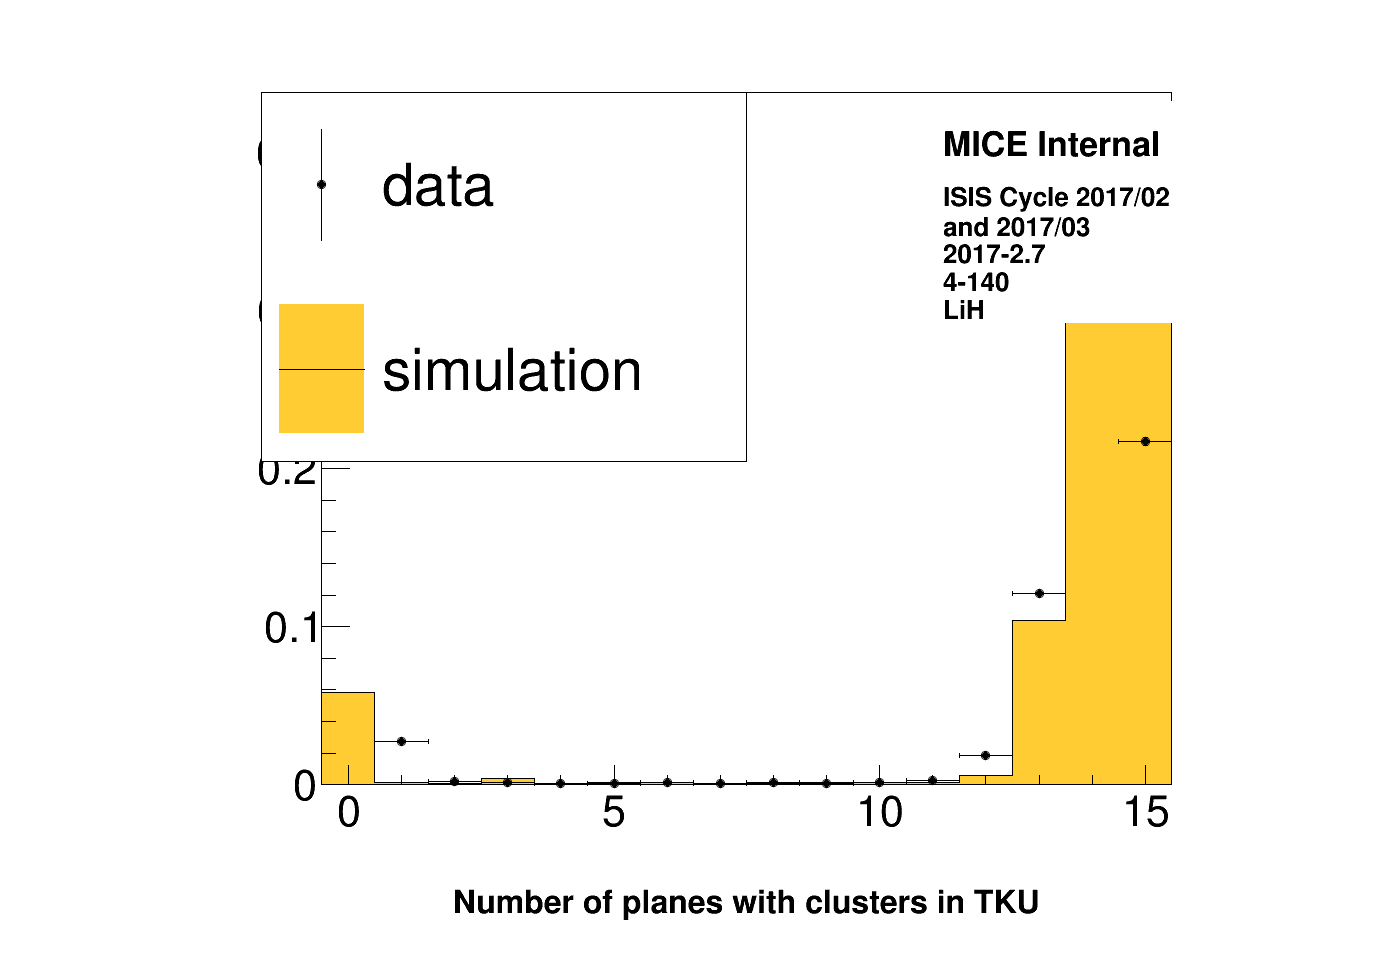 MICE Internal
data
ISIS Cycle 2017/02
and 2017/03
2017-2.7
4-140
LiH
simulation
0.2
0.1
0
0 5 10 15
Number of planes with clusters in TKU